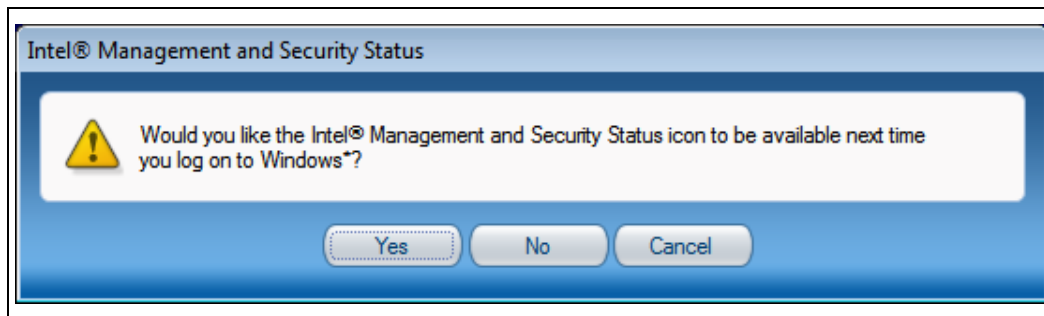 Intel® Management and Security Status
Would you like the Intel® Management and Security Status icon to be available next time
you log on to Windows*?
Yes No Cancel